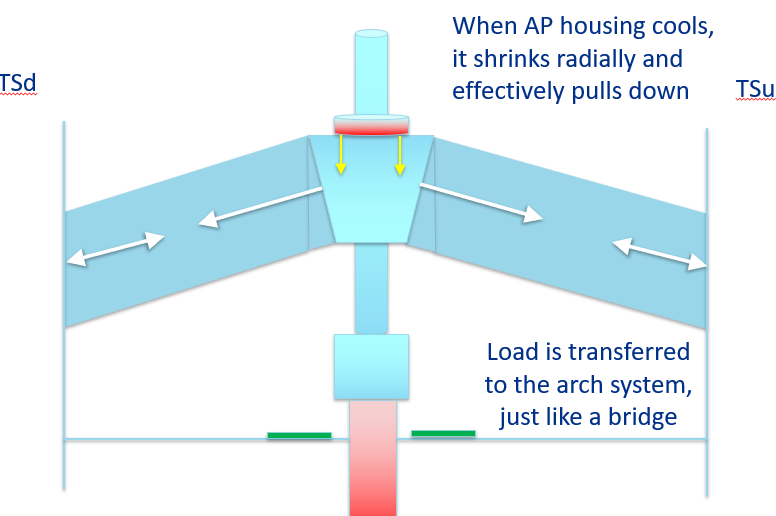 When AP housing cools,
it shrinks radially and
effectively pulls down
TSd
TSu
Load is transferred
to the arch system,
just like a bridge